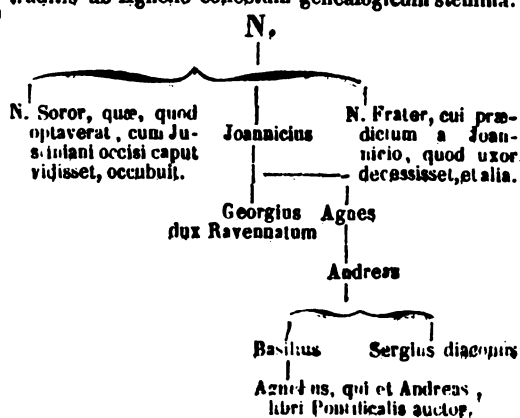 genealogicum stemma.
N.
N. Soror, quæ, quod
optaverat, cum Ju-
stiniani occisi caput
vidisset, occubuit.
Joannicius
N. Frater, cui præ-
dictum a Joan-
nicio, quod uxor
decessisset, et alia.
Georgius
dux Ravennatum
Agnes
Andreas
Basilius
Sergius diaconus
Agnellus, qui et Andreas,
libri Pontificalis auctor.